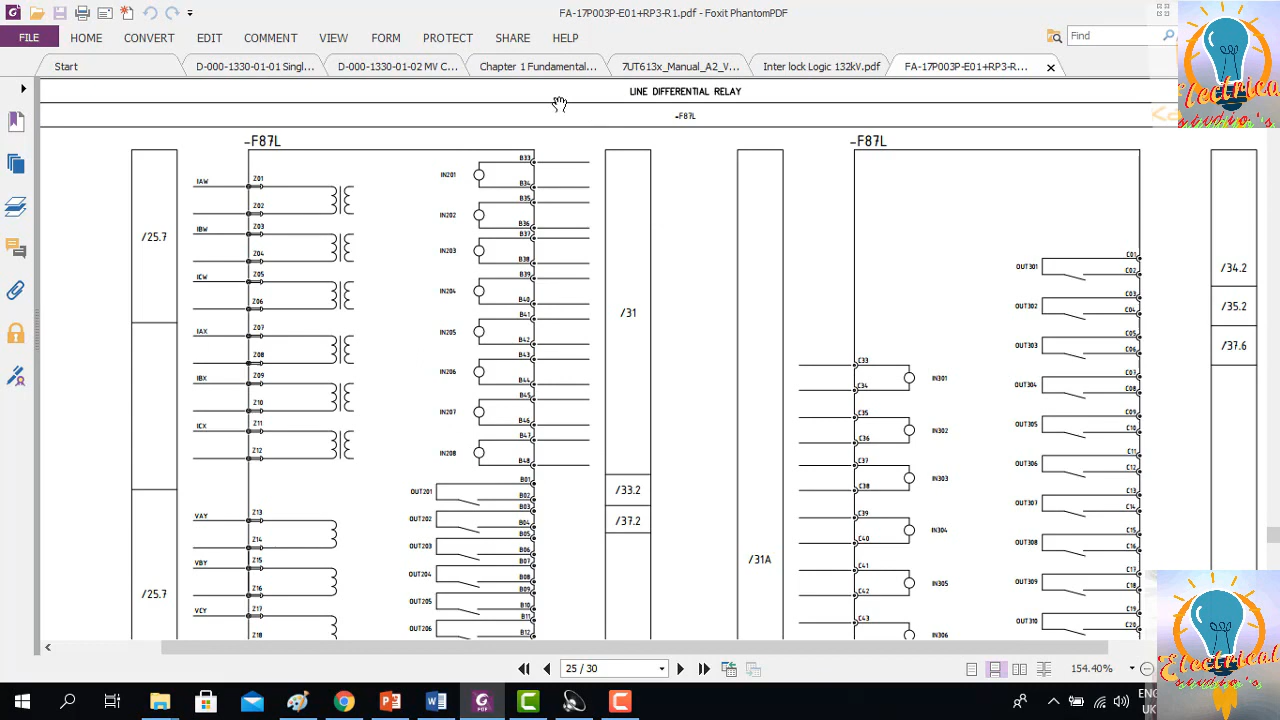 FA-17P003P-E01+RP3-R1.pdf - Foxit PhantomPDF
FILE HOME CONVERT EDIT COMMENT VIEW FORM PROTECT SHARE HELP Find
Start D-000-1330-01-01 Singl... D-000-1330-01-02 MV C... Chapter 1 Fundamental... 7UT613x_Manual_A2_V... Inter lock Logic 132kV.pdf FA-17P003P-E01+RP3-R...
LINE DIFFERENTIAL RELAY
-F87L
-F87L
-F87L
IAW Z01
Z02
IBW Z03
Z04
ICW Z05
Z06
IAX Z07
Z08
IBX Z09
Z10
ICX Z11
Z12
VAY Z13
Z14
VBY Z15
Z16
VCY Z17
Z18
/25.7
/25.7
IN201 B33
B34
IN202 B35
B36
IN203 B37
B38
IN204 B39
B40
IN205 B41
B42
IN206 B43
B44
IN207 B45
B46
IN208 B47
B48
OUT201 B01
B02
OUT202 B03
B04
OUT203 B05
B06
OUT204 B07
B08
OUT205 B09
B10
OUT206 B11
B12
/31
/33.2
/37.2
/31A
C33
C34 IN301
C35
C36 IN302
C37
C38 IN303
C39
C40 IN304
C41
C42 IN305
C43
IN306
OUT301 C01
C02
OUT302 C03
C04
OUT303 C05
C06
OUT304 C07
C08
OUT305 C09
C10
OUT306 C11
C12
OUT307 C13
C14
OUT308 C15
C16
OUT309 C17
C18
OUT310 C19
C20
/34.2
/35.2
/37.6
25 / 30
154.40%
ENG
UK